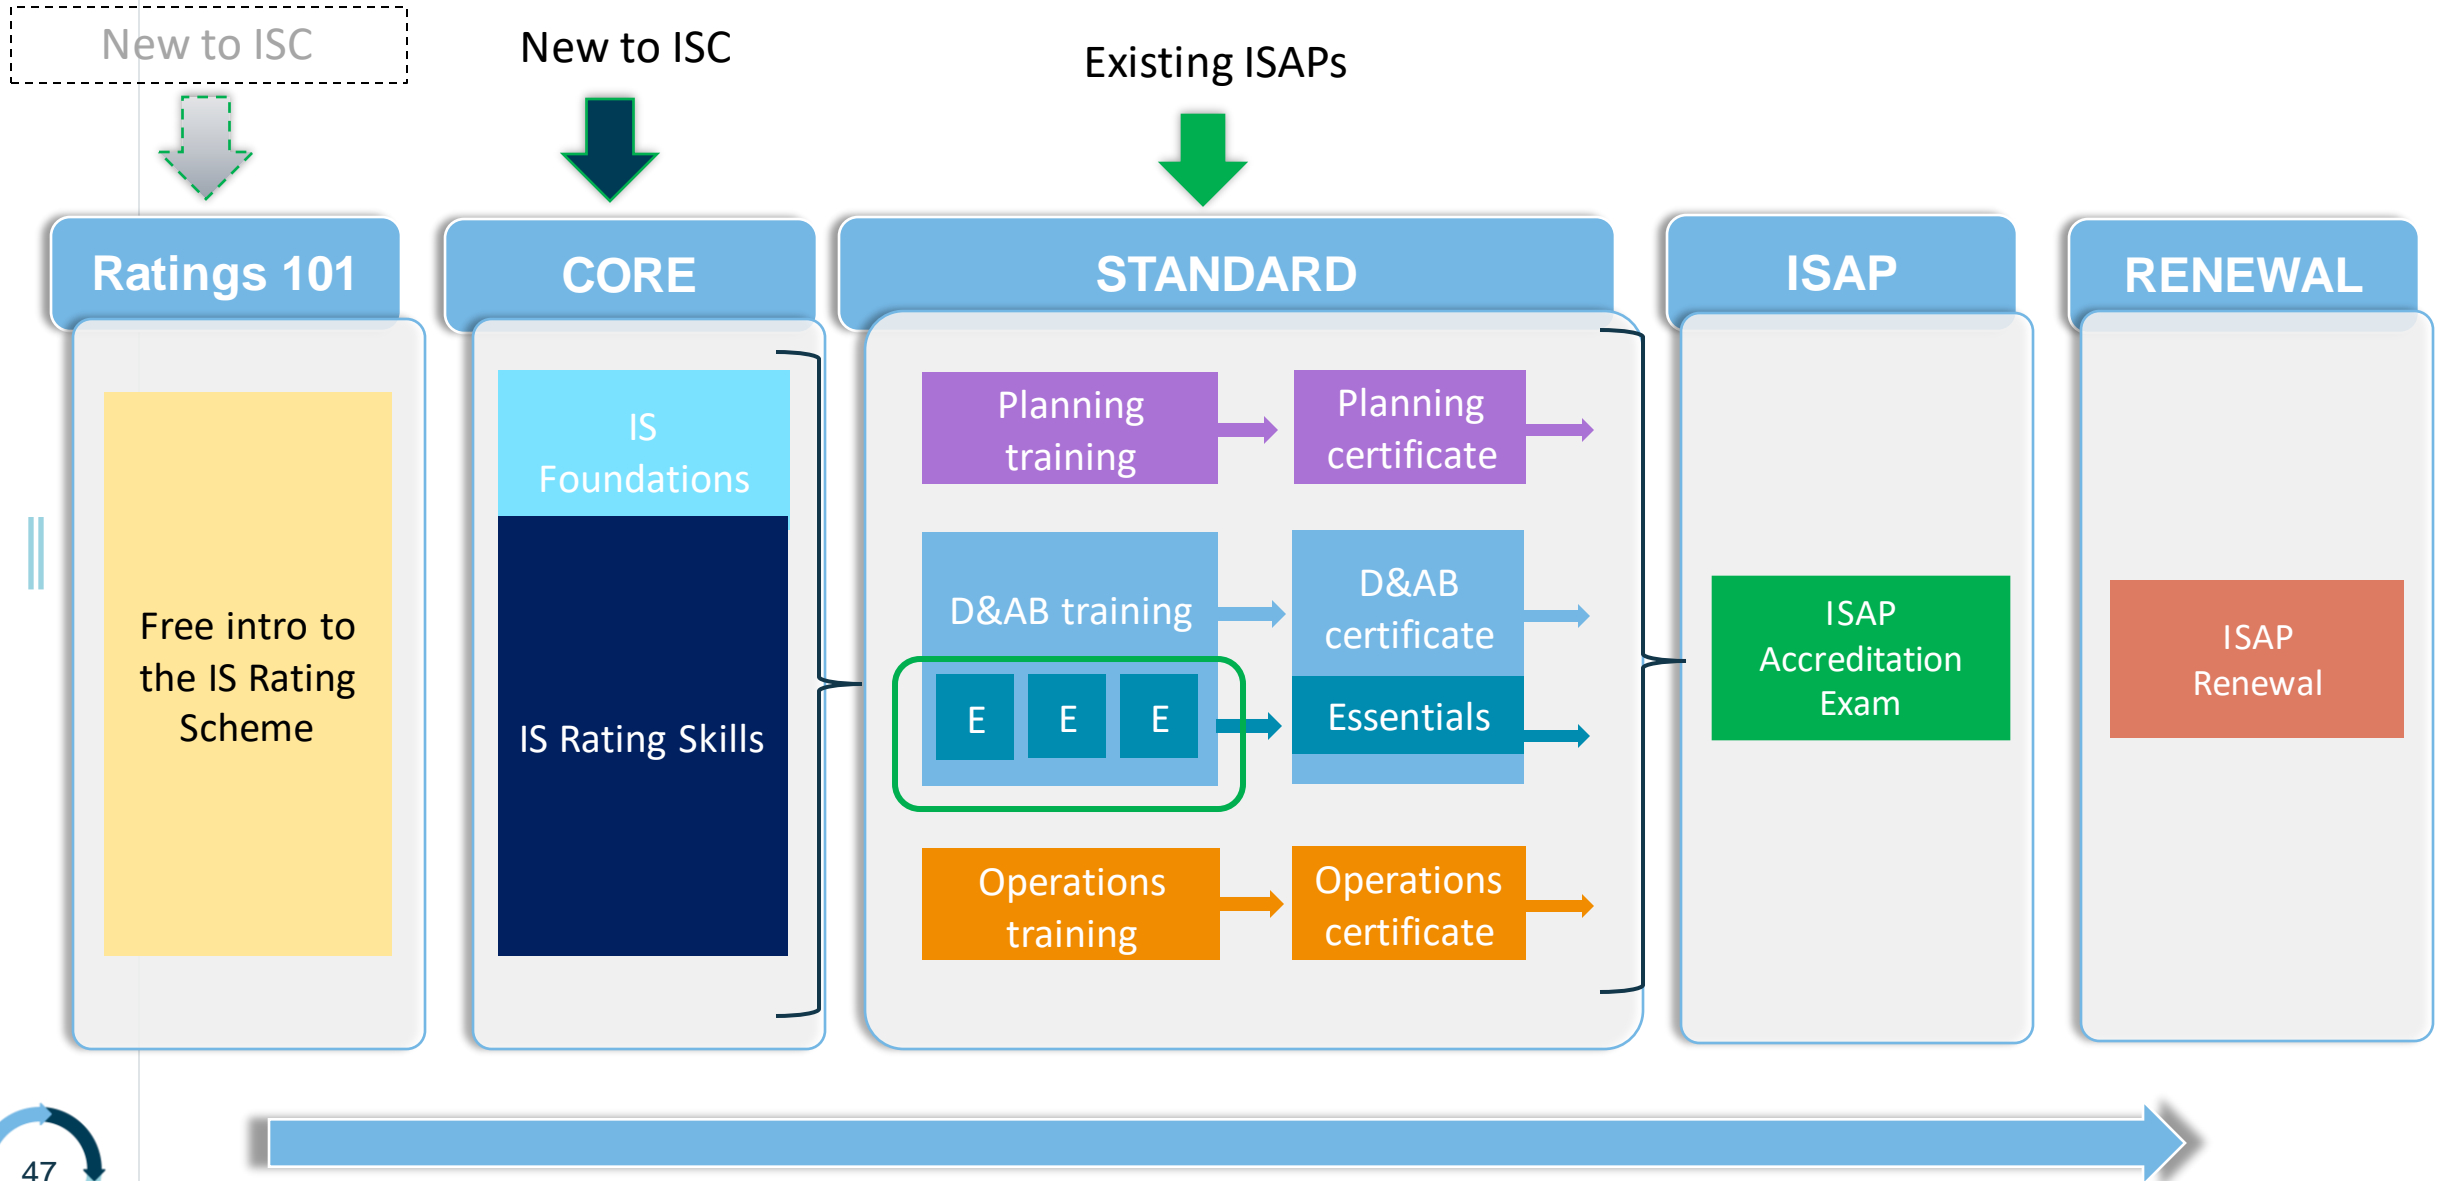 New to ISC
New to ISC
Existing ISAPs
Ratings 101
CORE
STANDARD
ISAP
RENEWAL
Free intro to
the IS Rating
Scheme
IS
Foundations
IS Rating Skills
Planning
training
Planning
certificate
D&AB training
D&AB
certificate
E
E
E
Essentials
Operations
training
Operations
certificate
ISAP
Accreditation
Exam
ISAP
Renewal
47